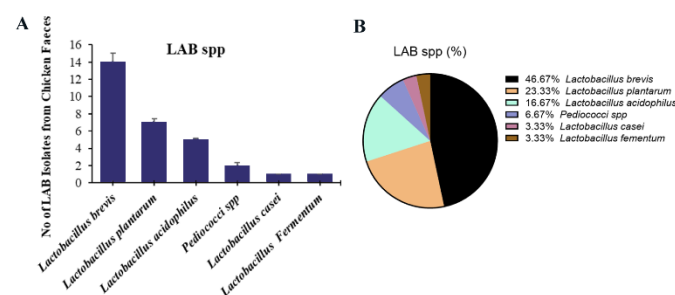 A
LAB spp
No of LAB Isolates from Chicken Faeces
16
14
12
10
8
6
4
2
0
Lactobacillus brevis
Lactobacillus plantarum
Lactobacillus acidophilus
Pediococci spp
Lactobacillus casei
Lactobacillus Fermentum
B
LAB spp (%)
46.67% Lactobacillus brevis
23.33% Lactobacillus plantarum
16.67% Lactobacillus acidophilus
6.67% Pediococci spp
3.33% Lactobacillus casei
3.33% Lactobacillus fementum